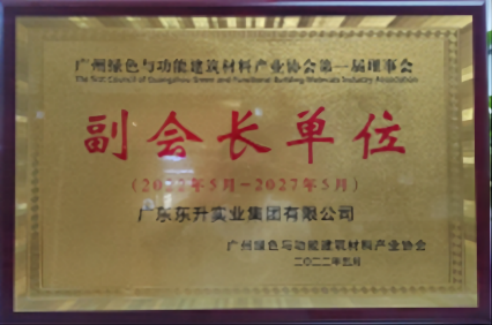 广州绿色与功能建筑材料产业协会第一届理事会
The First Council of Guangzhou Green and Functional Building Materials Industry Association
副会长单位
（2022年5月－2027年5月）
广东东升实业集团有限公司
广州绿色与功能建筑材料产业协会
二〇二二年五月